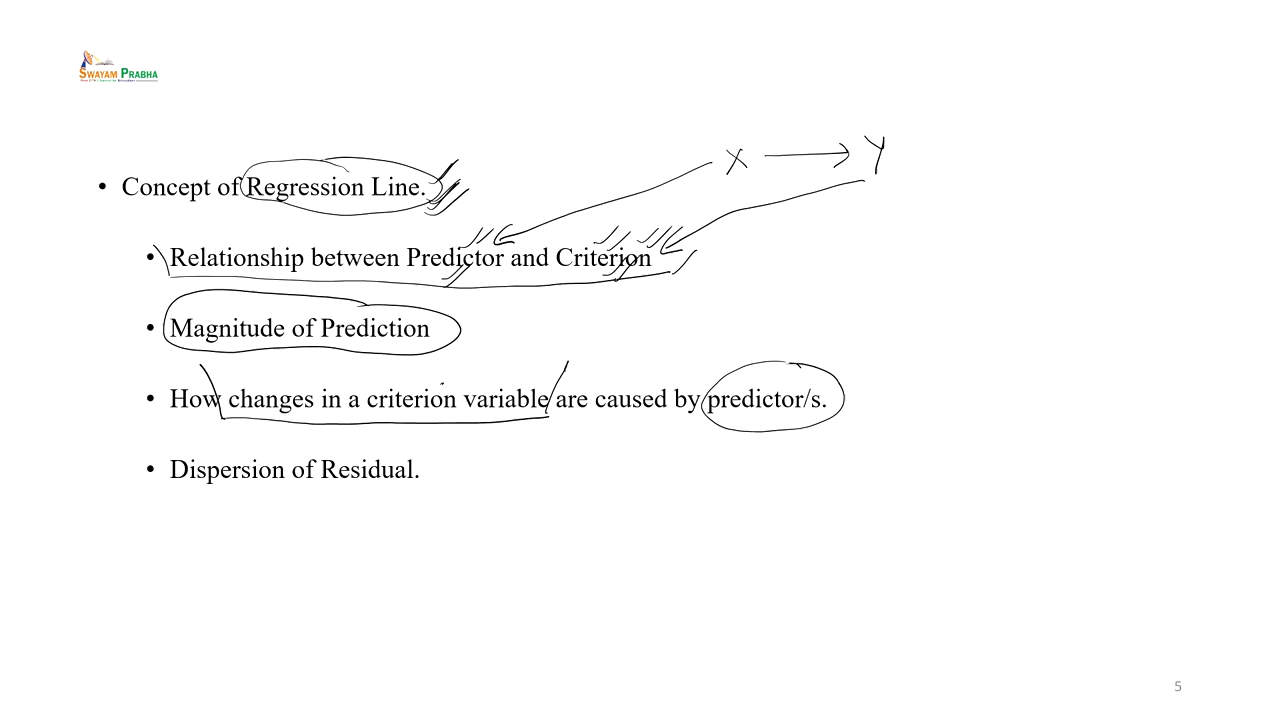 SWAYAM PRABHA
X → Y
• Concept of Regression Line.
• Relationship between Predictor and Criterion
• Magnitude of Prediction
• How changes in a criterion variable are caused by predictor/s.
• Dispersion of Residual.
5